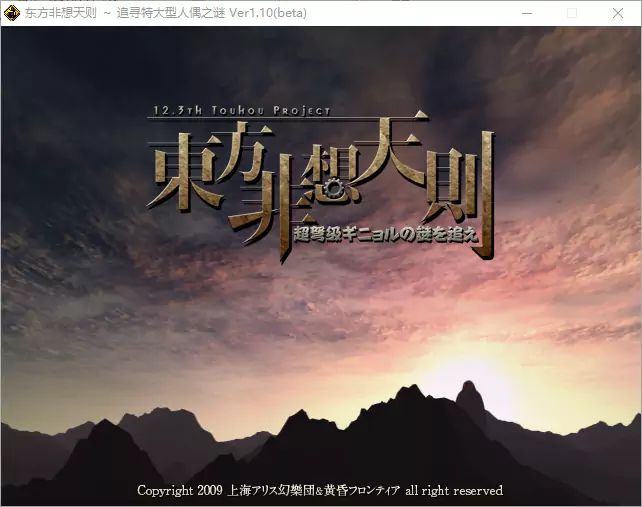 东方非想天则 ~ 追寻特大型人偶之谜 Ver1.10(beta)
12.3th Touhou Project
東方非想天則
超弩级ギニョルの謎を追え
Copyright 2009 上海アリス幻樂団&黄昏フロンティア all right reserved